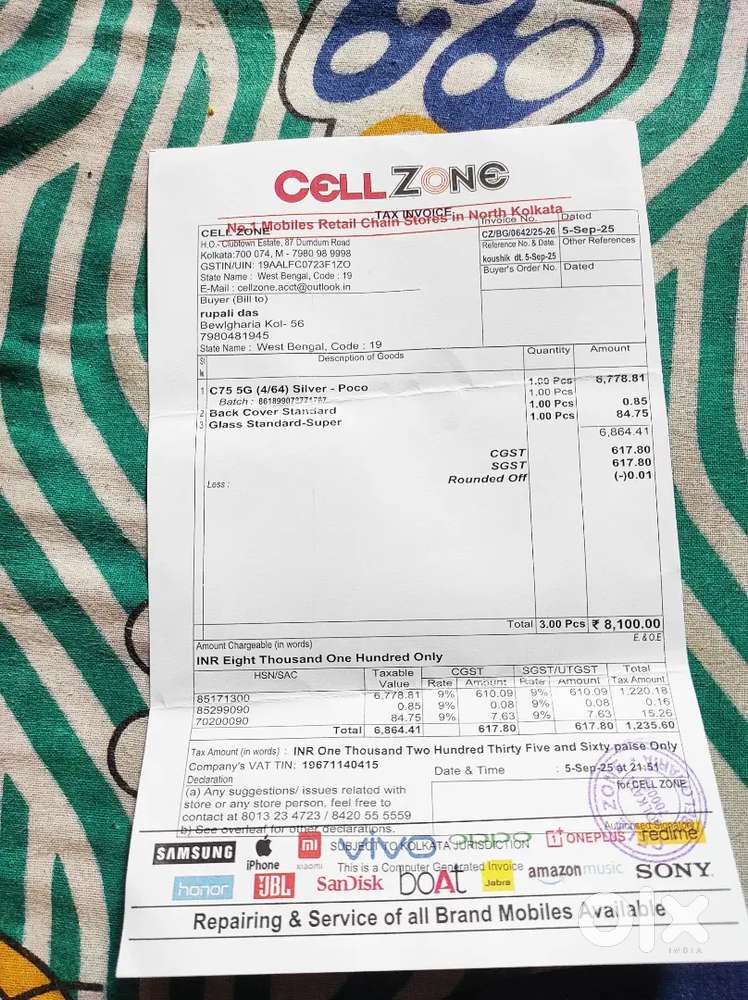 CELL ZONE
TAX INVOICE
No.1 Mobiles Retail Chain Stores in North Kolkata
CELL ZONE
H.O.- Clubtown Estate, 87 Dumdum Road
Kolkata:700 074, M - 7980 98 9998
GSTIN/UIN: 19AALFC0723F1ZO
State Name : West Bengal, Code : 19
E-Mail : cellzone.acct@outlook.in
Invoice No. Dated
CZ/BG/0642/25-26 5-Sep-25
Reference No. & Date. Other References
koushik dt. 5-Sep-25
Buyer's Order No. Dated
Buyer (Bill to)
rupali das
Bewlgharia Kol- 56
7980481945
State Name : West Bengal, Code : 19
Sl Description of Goods Quantity Amount
1 C75 5G (4/64) Silver - Poco 1.00 Pcs 6,778.81
Batch : 1.00 Pcs
2 Back Cover Standard 1.00 Pcs 0.85
3 Glass Standard-Super 1.00 Pcs 84.75
6,864.41
CGST 617.80
SGST 617.80
Less : Rounded Off (-)0.01
Total 3.00 Pcs ₹ 8,100.00
Amount Chargeable (in words) E. & O.E
INR Eight Thousand One Hundred Only
HSN/SAC Taxable Value CGST SGST/UTGST Total Tax Amount
Rate Amount Rate Amount
85171300 6,778.81 9% 610.09 9% 610.09 1,220.18
85299090 0.85 9% 0.08 9% 0.08 0.16
70200090 84.75 9% 7.63 9% 7.63 15.26
Total 6,864.41 617.80 617.80 1,235.60
Tax Amount (in words) : INR One Thousand Two Hundred Thirty Five and Sixty paise Only
Company's VAT TIN: 19671140415
Date & Time : 5-Sep-25 at 21:51
Declaration
(a) Any suggestions/ issues related with
store or any store person, feel free to
contact at 8013 23 4723 / 8420 55 5559
b) See overleaf for other declarations.
for CELL ZONE
Authorised Signatory
SUBJECT TO KOLKATA JURISDICTION
This is a Computer Generated Invoice
SAMSUNG iPhone mi xiaomi vivo oppo ONEPLUS redmi
honor JBL SanDisk boAt Jabra amazon music SONY
Repairing & Service of all Brand Mobiles Available
olx
INDIA